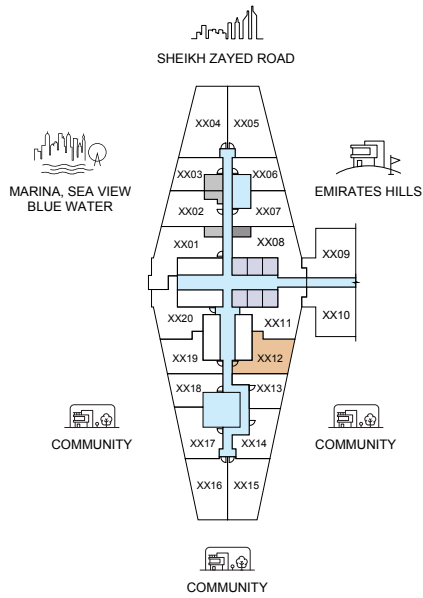 SHEIKH ZAYED ROAD
XX04 XX05
MARINA, SEA VIEW
BLUE WATER
XX03 XX06
EMIRATES HILLS
XX02 XX07
XX01 XX08
XX09
XX10
XX20 XX11
XX19 XX12
XX18 XX13
COMMUNITY
COMMUNITY
XX17 XX14
XX16 XX15
COMMUNITY